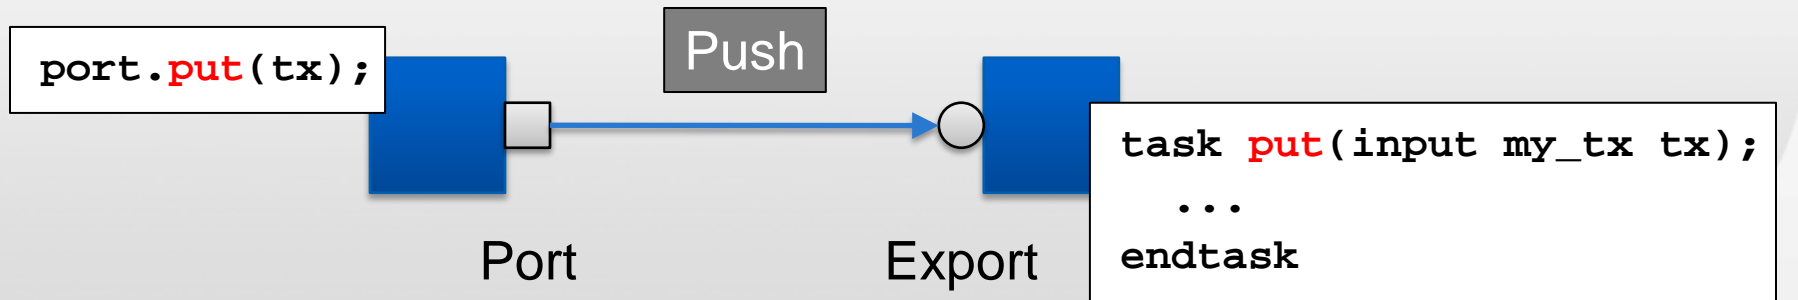 Push
port.put(tx);
task put(input my_tx tx);
...
endtask
Port
Export